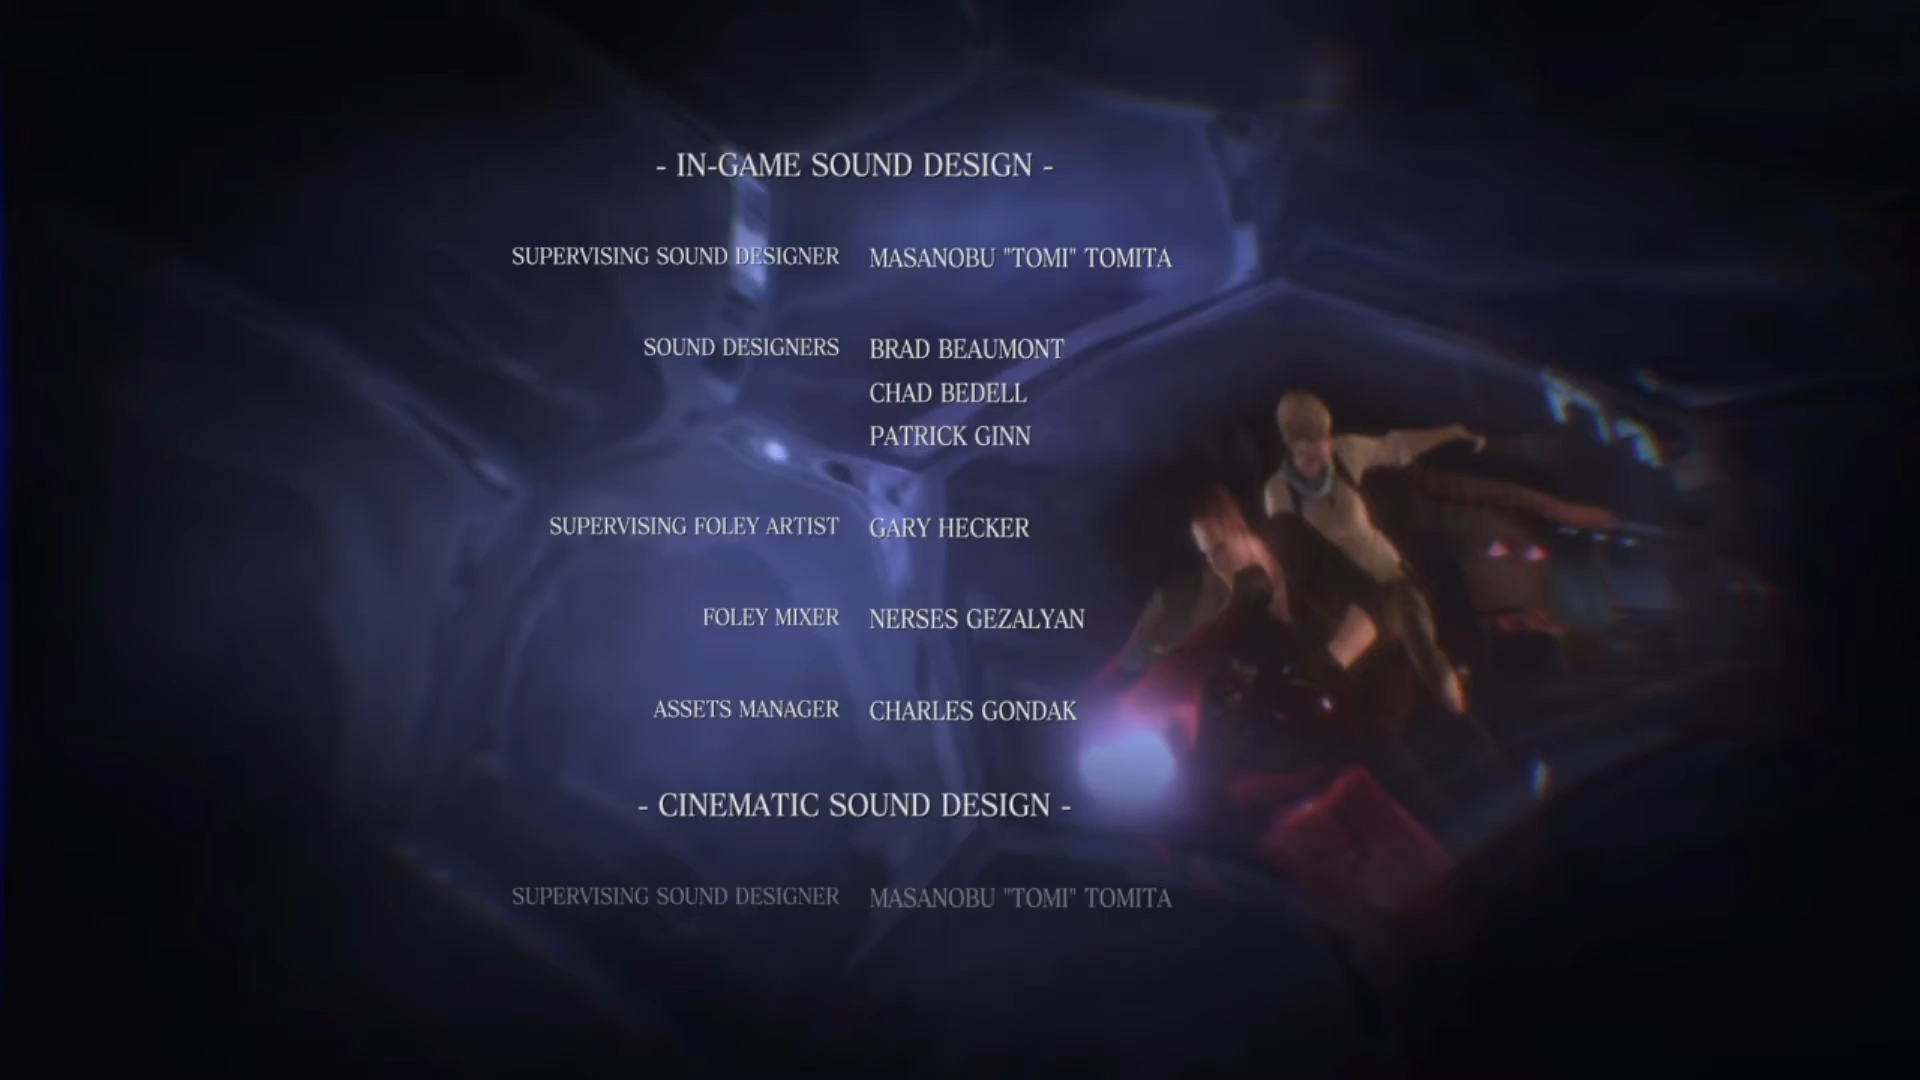 - IN-GAME SOUND DESIGN -
SUPERVISING SOUND DESIGNER MASANOBU "TOMI" TOMITA
SOUND DESIGNERS BRAD BEAUMONT
CHAD BEDELL
PATRICK GINN
SUPERVISING FOLEY ARTIST GARY HECKER
FOLEY MIXER NERSES GEZALYAN
ASSETS MANAGER CHARLES GONDAK
- CINEMATIC SOUND DESIGN -
SUPERVISING SOUND DESIGNER MASANOBU "TOMI" TOMITA